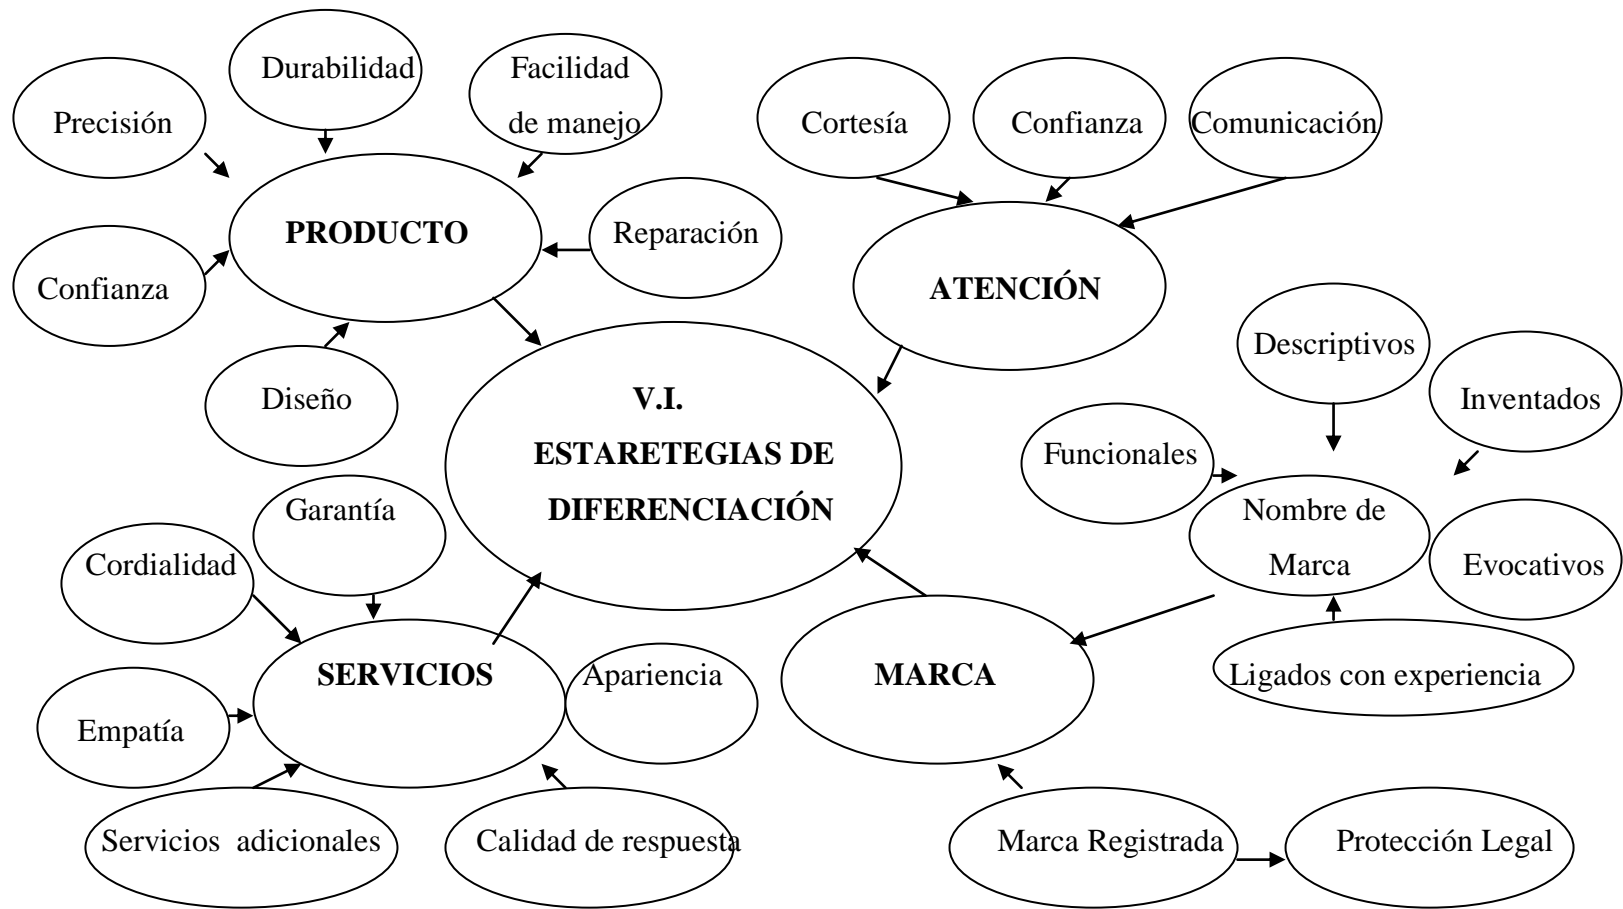 Durabilidad
Facilidad
de manejo
Precisión
Cortesía
Confianza
Comunicación
PRODUCTO
Reparación
Confianza
ATENCIÓN
Diseño
Descriptivos
Inventados
V.I.
ESTARETEGIAS DE
DIFERENCIACIÓN
Funcionales
Nombre de
Marca
Evocativos
Garantía
Cordialidad
SERVICIOS
Apariencia
MARCA
Ligados con experiencia
Empatía
Servicios  adicionales
Calidad de respuesta
Marca Registrada
Protección Legal